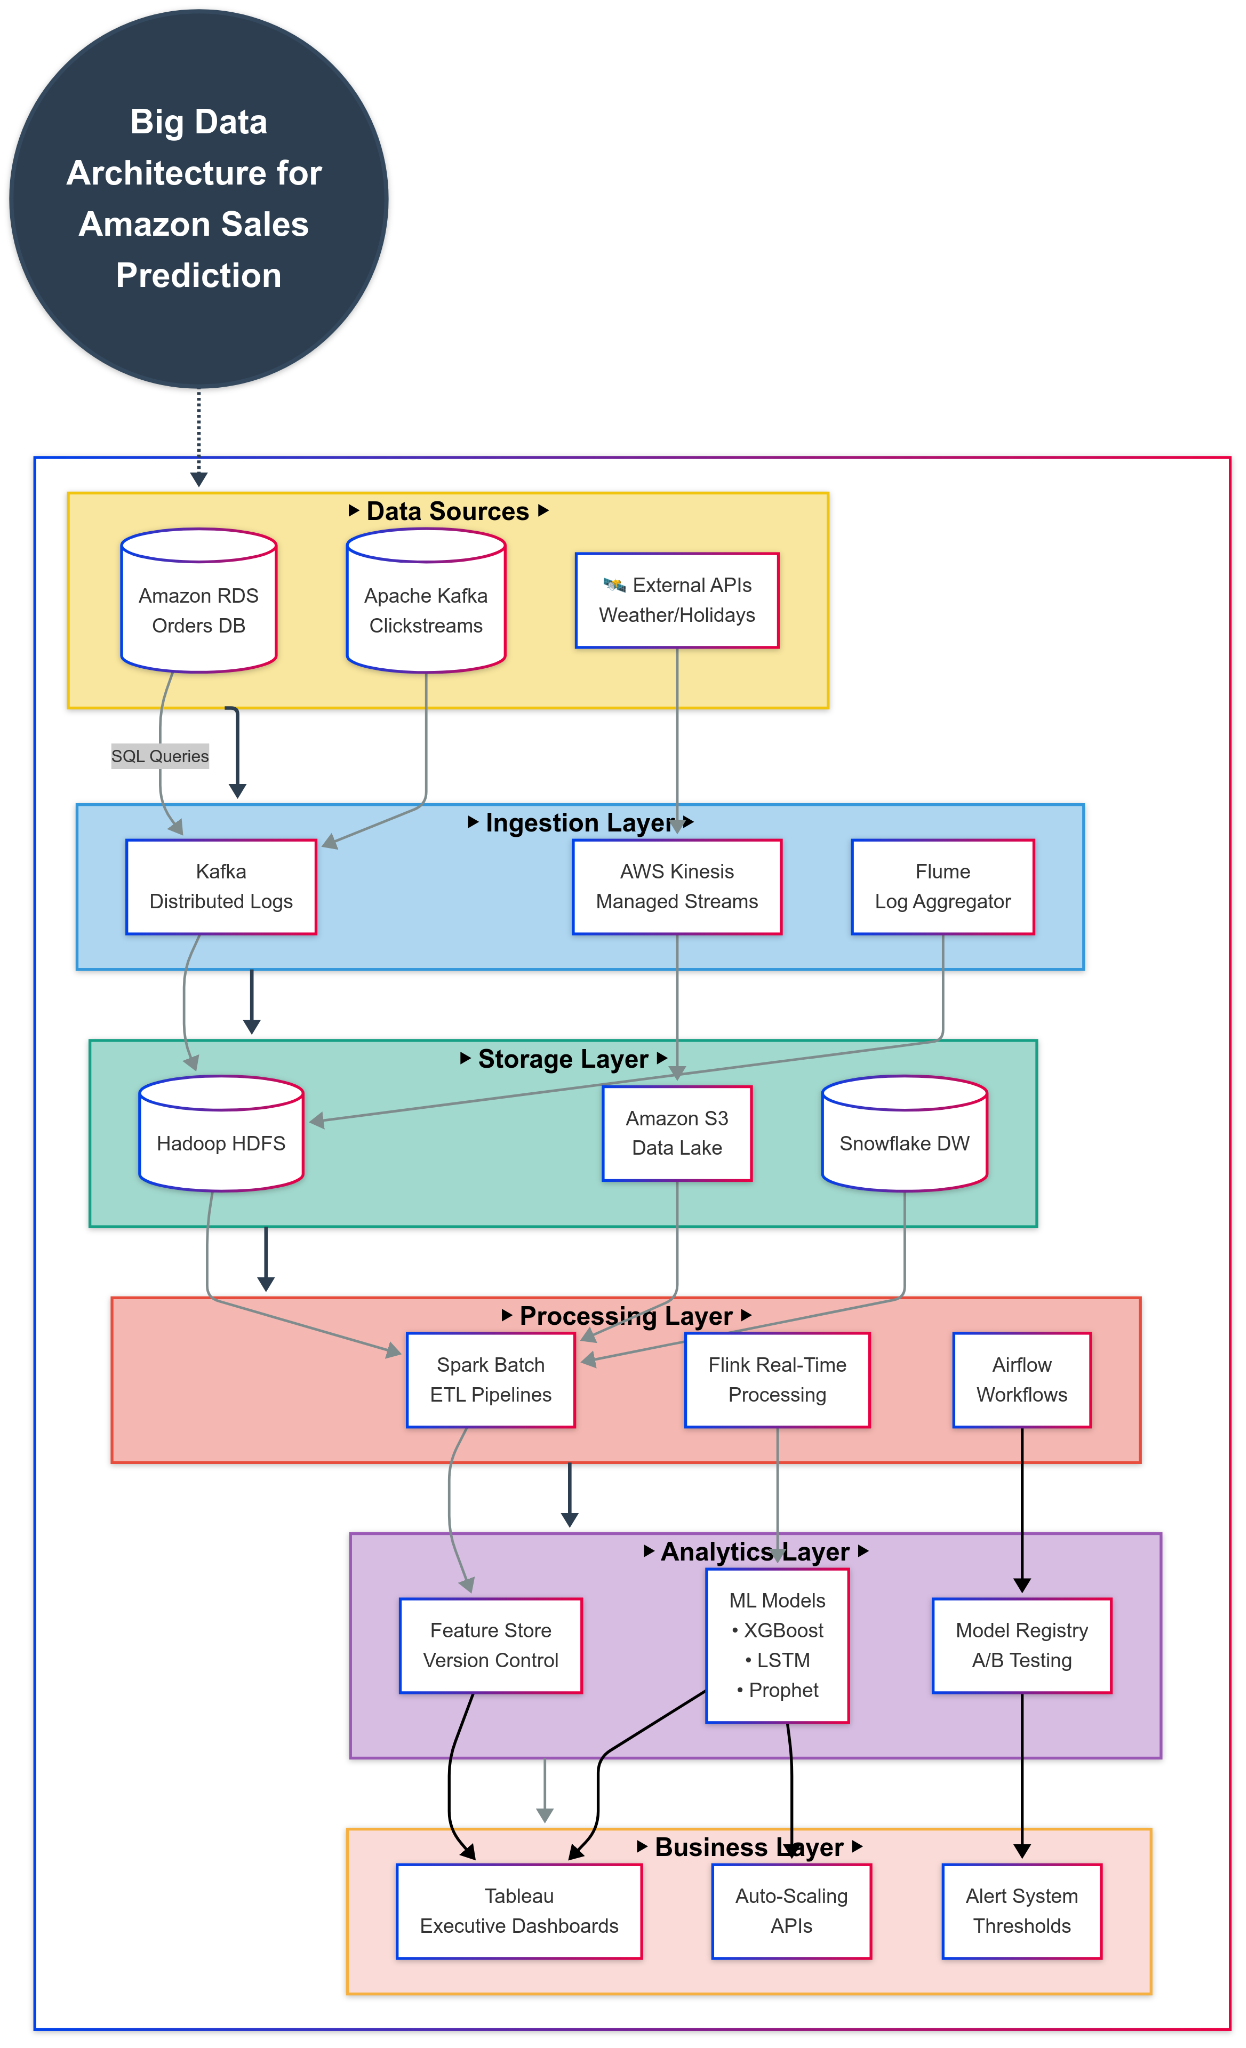 Big Data
Architecture for
Amazon Sales
Prediction
Data Sources
Amazon RDS
Orders DB
Apache Kafka
Clickstreams
External APIs
Weather/Holidays
SQL Queries
Ingestion Layer
Kafka
Distributed Logs
AWS Kinesis
Managed Streams
Flume
Log Aggregator
Storage Layer
Hadoop HDFS
Amazon S3
Data Lake
Snowflake DW
Processing Layer
Spark Batch
ETL Pipelines
Flink Real-Time
Processing
Airflow
Workflows
Analytics Layer
Feature Store
Version Control
ML Models
• XGBoost
• LSTM
• Prophet
Model Registry
A/B Testing
Business Layer
Tableau
Executive Dashboards
Auto-Scaling
APIs
Alert System
Thresholds